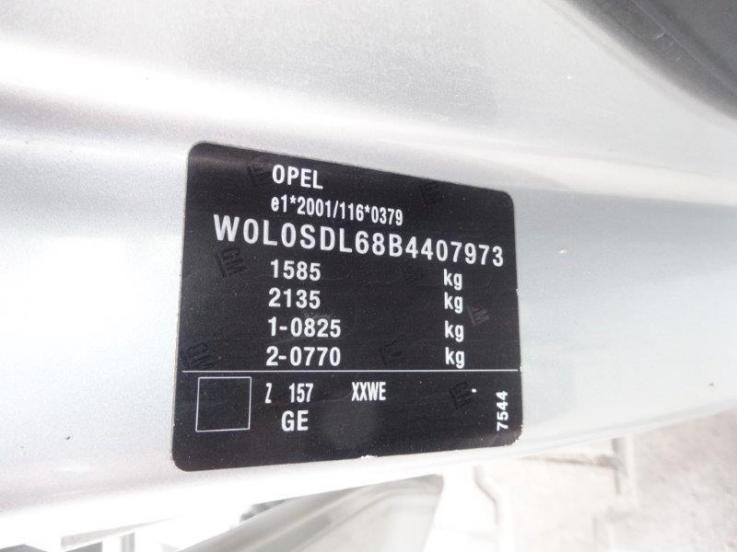 OPEL
e1*2001/116*0379
W0L0SDL68B4407973
1585 kg
2135 kg
1-0825 kg
2-0770 kg
Z 157 XXWE
GE
7544